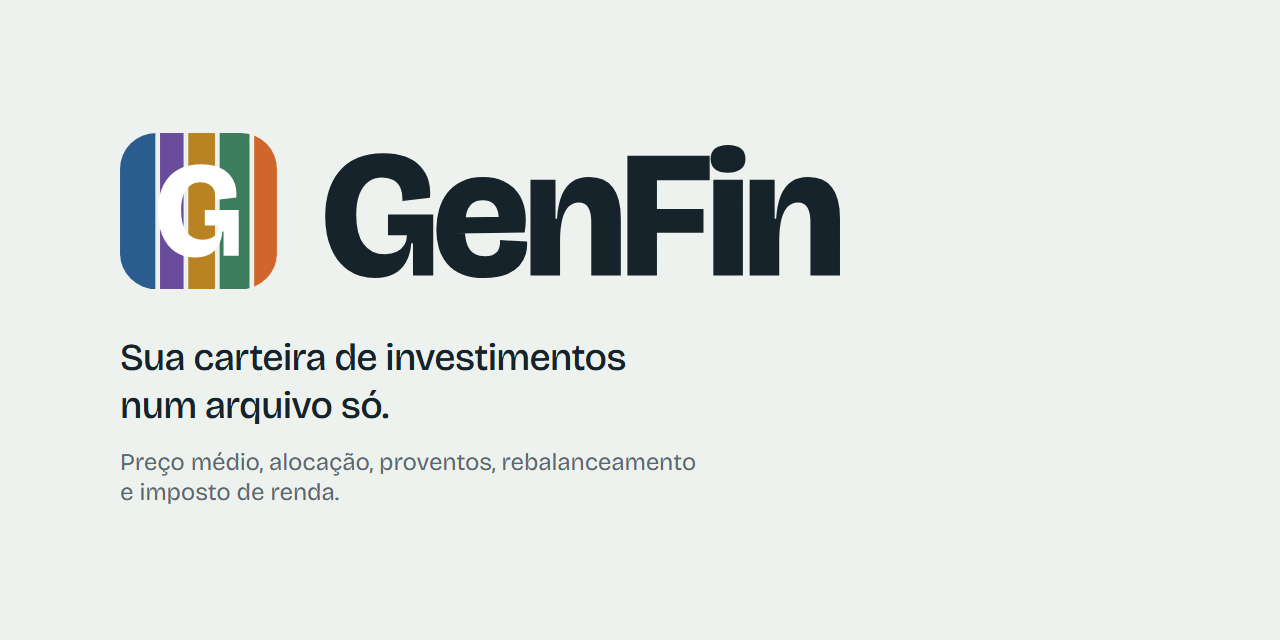 G
GenFin
Sua carteira de investimentos
num arquivo só.
Preço médio, alocação, proventos, rebalanceamento
e imposto de renda.